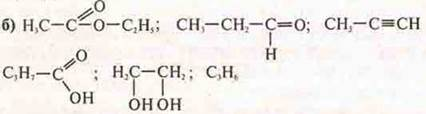 б) H₃C—C(=O)—O—C₂H₅; CH₃—CH₂—C(H)=O; CH₃—C≡CH
C₃H₇—C(=O)—OH; H₂C(OH)—CH₂(OH); C₃H₈